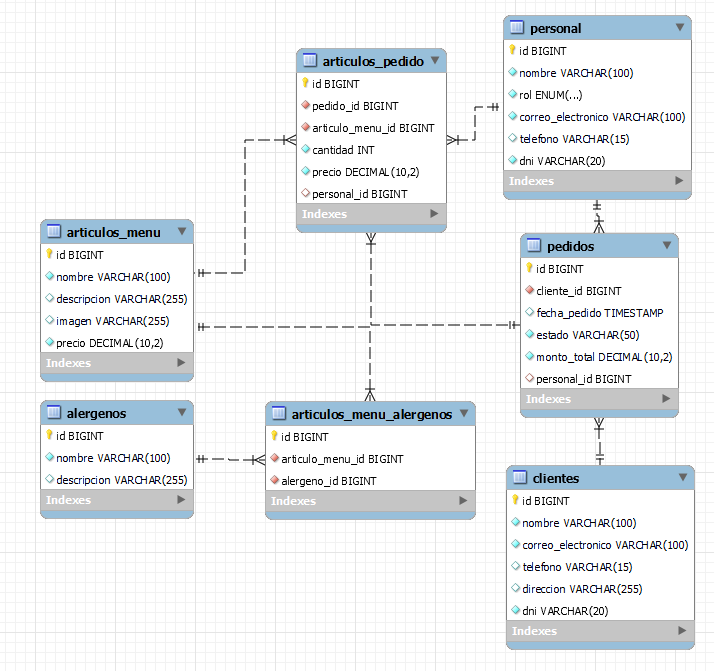 articulos_pedido
id BIGINT
pedido_id BIGINT
articulo_menu_id BIGINT
cantidad INT
precio DECIMAL(10,2)
personal_id BIGINT
Indexes
personal
id BIGINT
nombre VARCHAR(100)
rol ENUM(...)
correo_electronico VARCHAR(100)
telefono VARCHAR(15)
dni VARCHAR(20)
Indexes
articulos_menu
id BIGINT
nombre VARCHAR(100)
descripcion VARCHAR(255)
imagen VARCHAR(255)
precio DECIMAL(10,2)
Indexes
pedidos
id BIGINT
cliente_id BIGINT
fecha_pedido TIMESTAMP
estado VARCHAR(50)
monto_total DECIMAL(10,2)
personal_id BIGINT
Indexes
alergenos
id BIGINT
nombre VARCHAR(100)
descripcion VARCHAR(255)
Indexes
articulos_menu_alergenos
id BIGINT
articulo_menu_id BIGINT
alergeno_id BIGINT
Indexes
clientes
id BIGINT
nombre VARCHAR(100)
correo_electronico VARCHAR(100)
telefono VARCHAR(15)
direccion VARCHAR(255)
dni VARCHAR(20)
Indexes